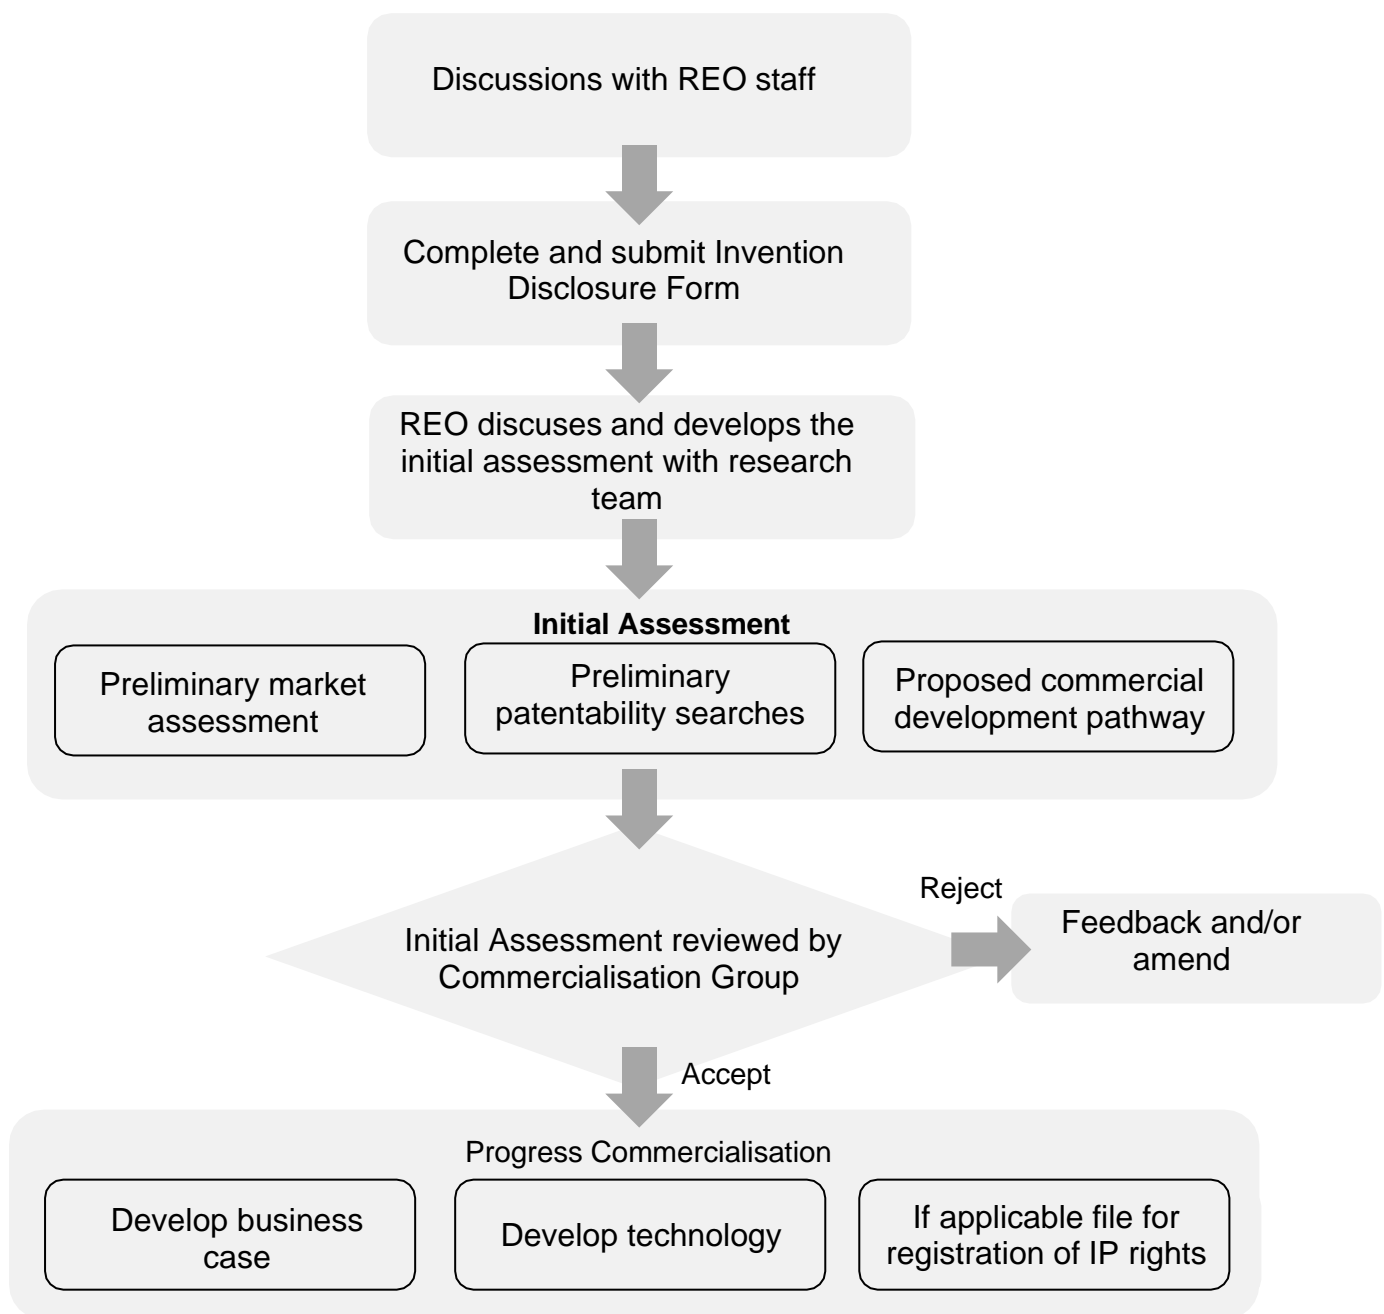 Discussions with REO staff
Complete and submit Invention
Disclosure Form
REO discuses and develops the
initial assessment with research
team
Initial Assessment
Preliminary market
assessment
Preliminary
patentability searches
Proposed commercial
development pathway
Initial Assessment reviewed by
Commercialisation Group
Reject
Feedback and/or
amend
Accept
Progress Commercialisation
Develop business
case
Develop technology
If applicable file for
registration of IP rights